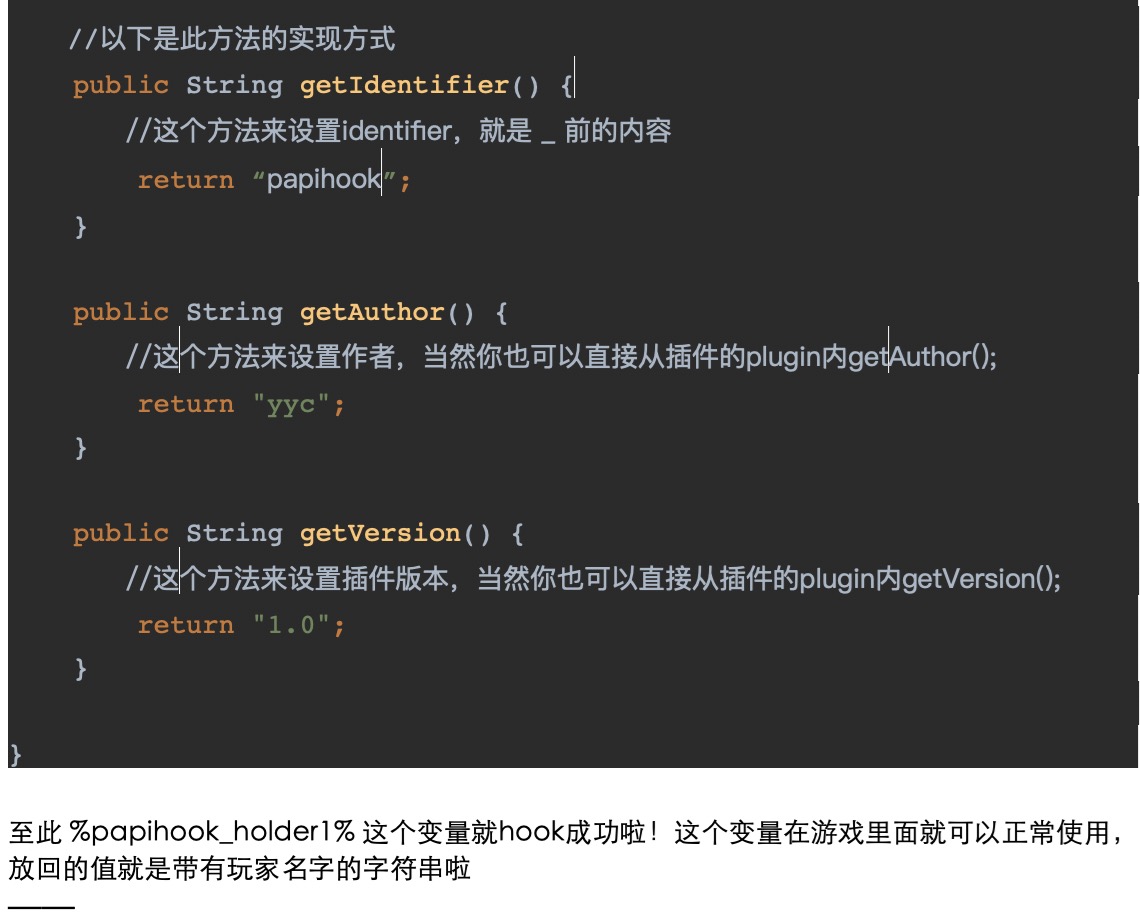 //以下是此方法的实现方式
public String getIdentifier() {
//这个方法来设置identifier，就是 _ 前的内容
return “papihook”;
}
public String getAuthor() {
//这个方法来设置作者，当然你也可以直接从插件的plugin内getAuthor();
return "yyc";
}
public String getVersion() {
//这个方法来设置插件版本，当然你也可以直接从插件的plugin内getVersion();
return "1.0";
}
}
至此 %papihook_holder1% 这个变量就hook成功啦！这个变量在游戏里面就可以正常使用，
放回的值就是带有玩家名字的字符串啦